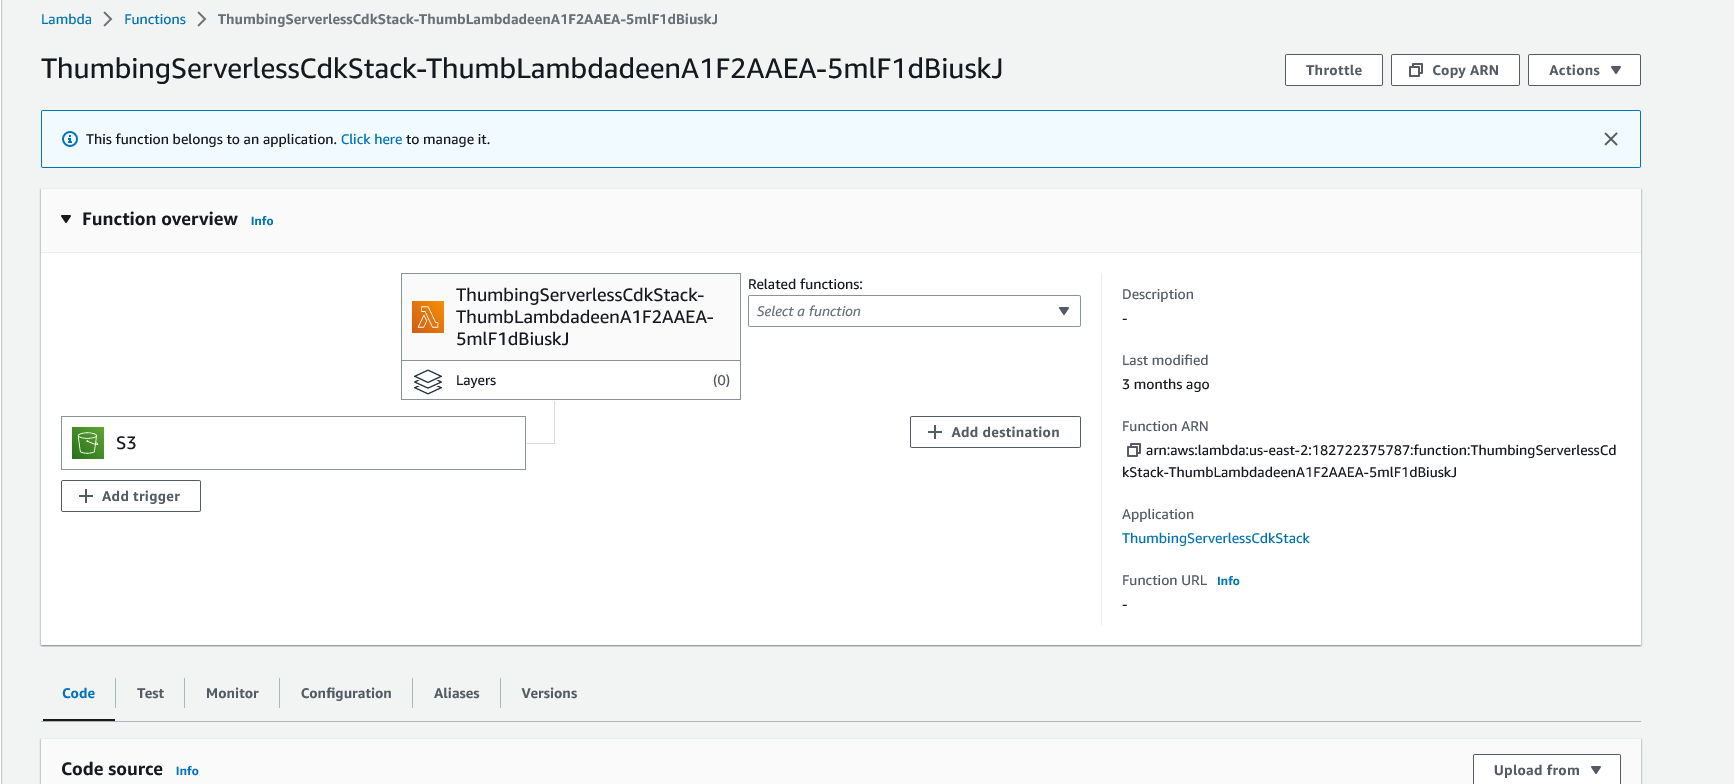 Lambda > Functions > ThumbingServerlessCdkStack-ThumbLambdadeenA1F2AAEA-5mlF1dBiuskJ
ThumbingServerlessCdkStack-ThumbLambdadeenA1F2AAEA-5mlF1dBiuskJ
Throttle
Copy ARN
Actions
This function belongs to an application. Click here to manage it.
Function overview Info
ThumbingServerlessCdkStack-
ThumbLambdadeenA1F2AAEA-
5mlF1dBiuskJ
Layers (0)
Related functions:
Select a function
S3
Add trigger
Add destination
Description
-
Last modified
3 months ago
Function ARN
arn:aws:lambda:us-east-2:182722375787:function:ThumbingServerlessCd
kStack-ThumbLambdadeenA1F2AAEA-5mlF1dBiuskJ
Application
ThumbingServerlessCdkStack
Function URL Info
-
Code
Test
Monitor
Configuration
Aliases
Versions
Code source Info
Upload from